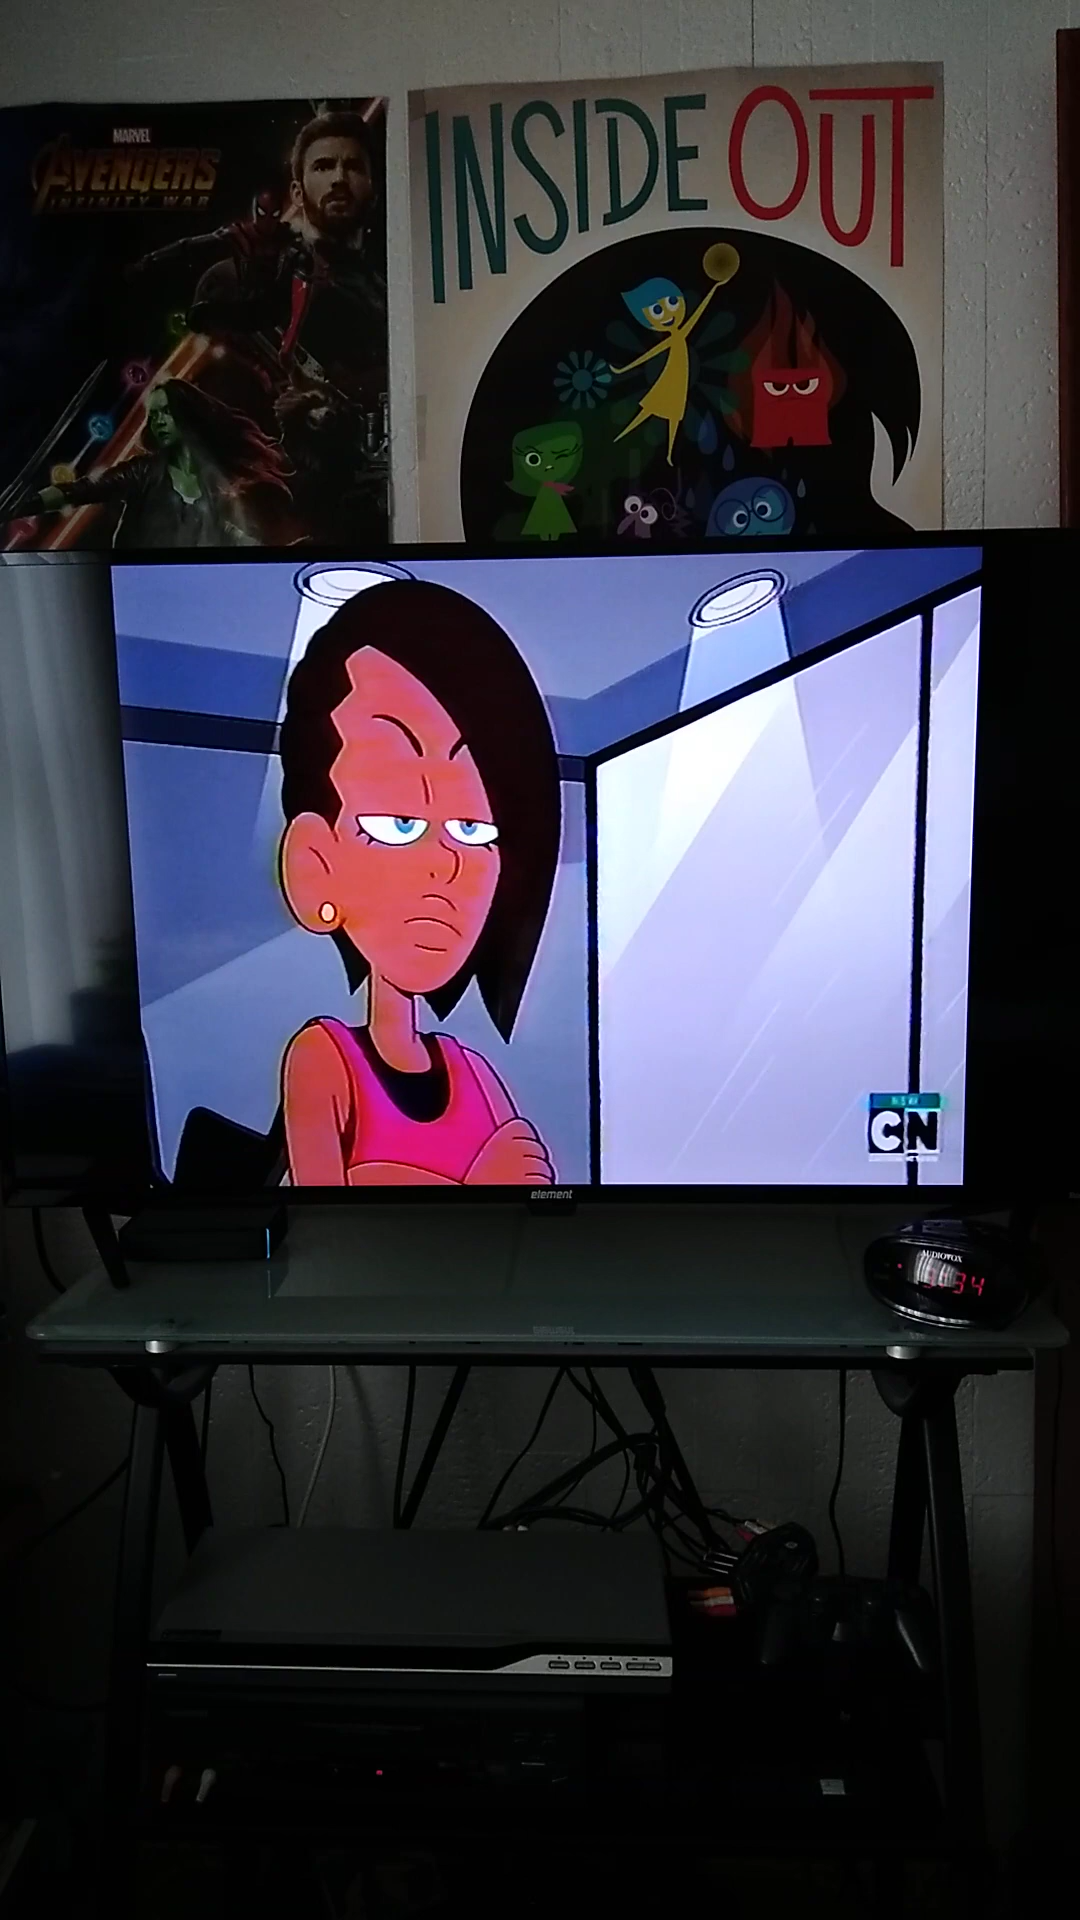 MARVEL
AVENGERS
INFINITY WAR
INSIDE OUT
NEW
CN
element
AUDIOVOX